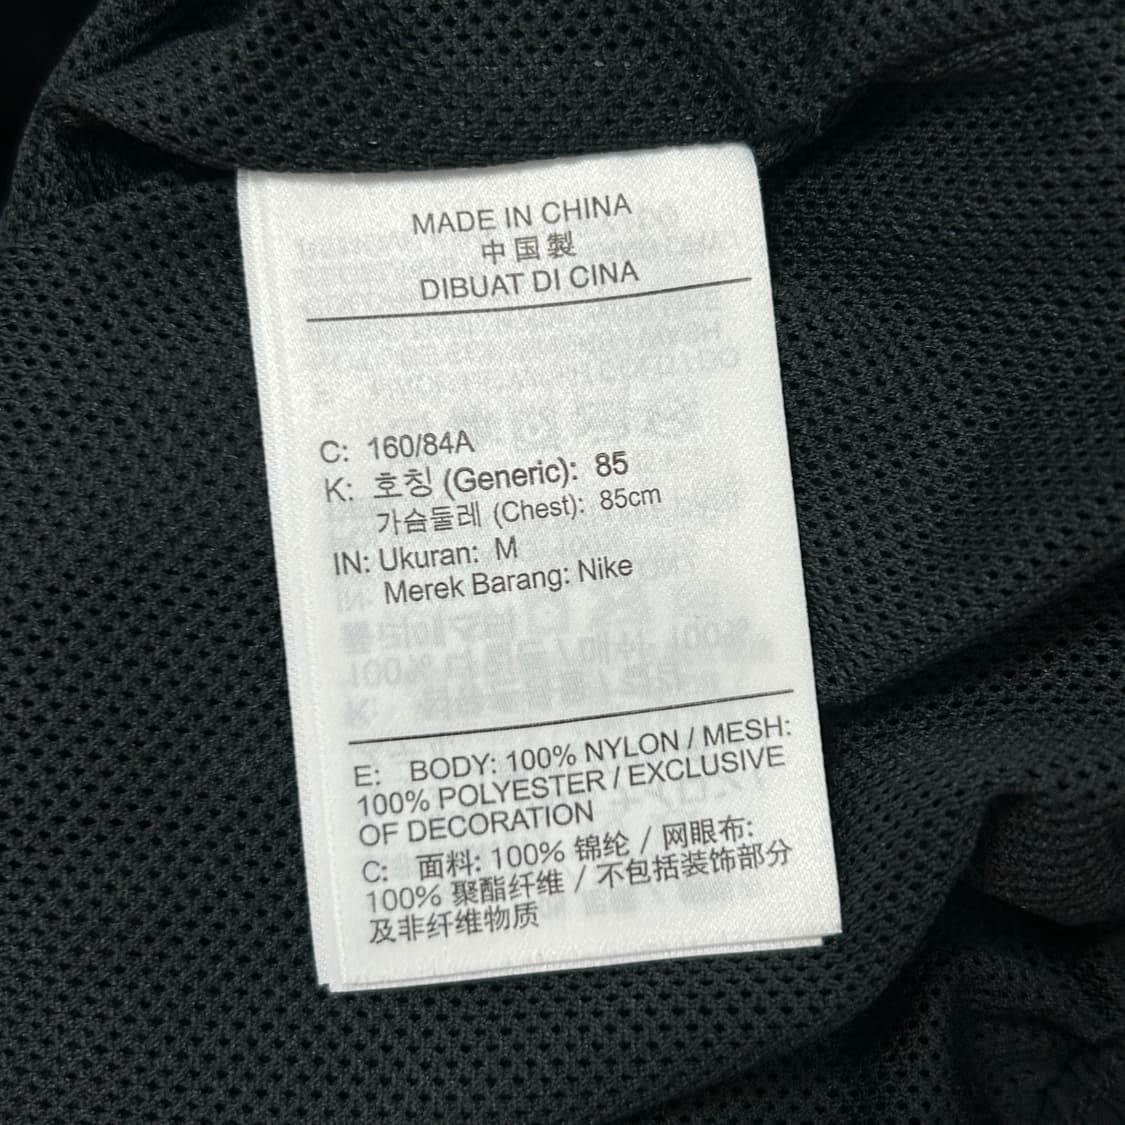 MADE IN CHINA
中国製
DIBUAT DI CINA
C: 160/84A
K: 호칭 (Generic): 85
가슴둘레 (Chest): 85cm
IN: Ukuran: M
Merek Barang: Nike
E: BODY: 100% NYLON / MESH:
100% POLYESTER / EXCLUSIVE
OF DECORATION
C: 面料: 100% 锦纶 / 网眼布:
100% 聚酯纤维 / 不包括装饰部分
及非纤维物质